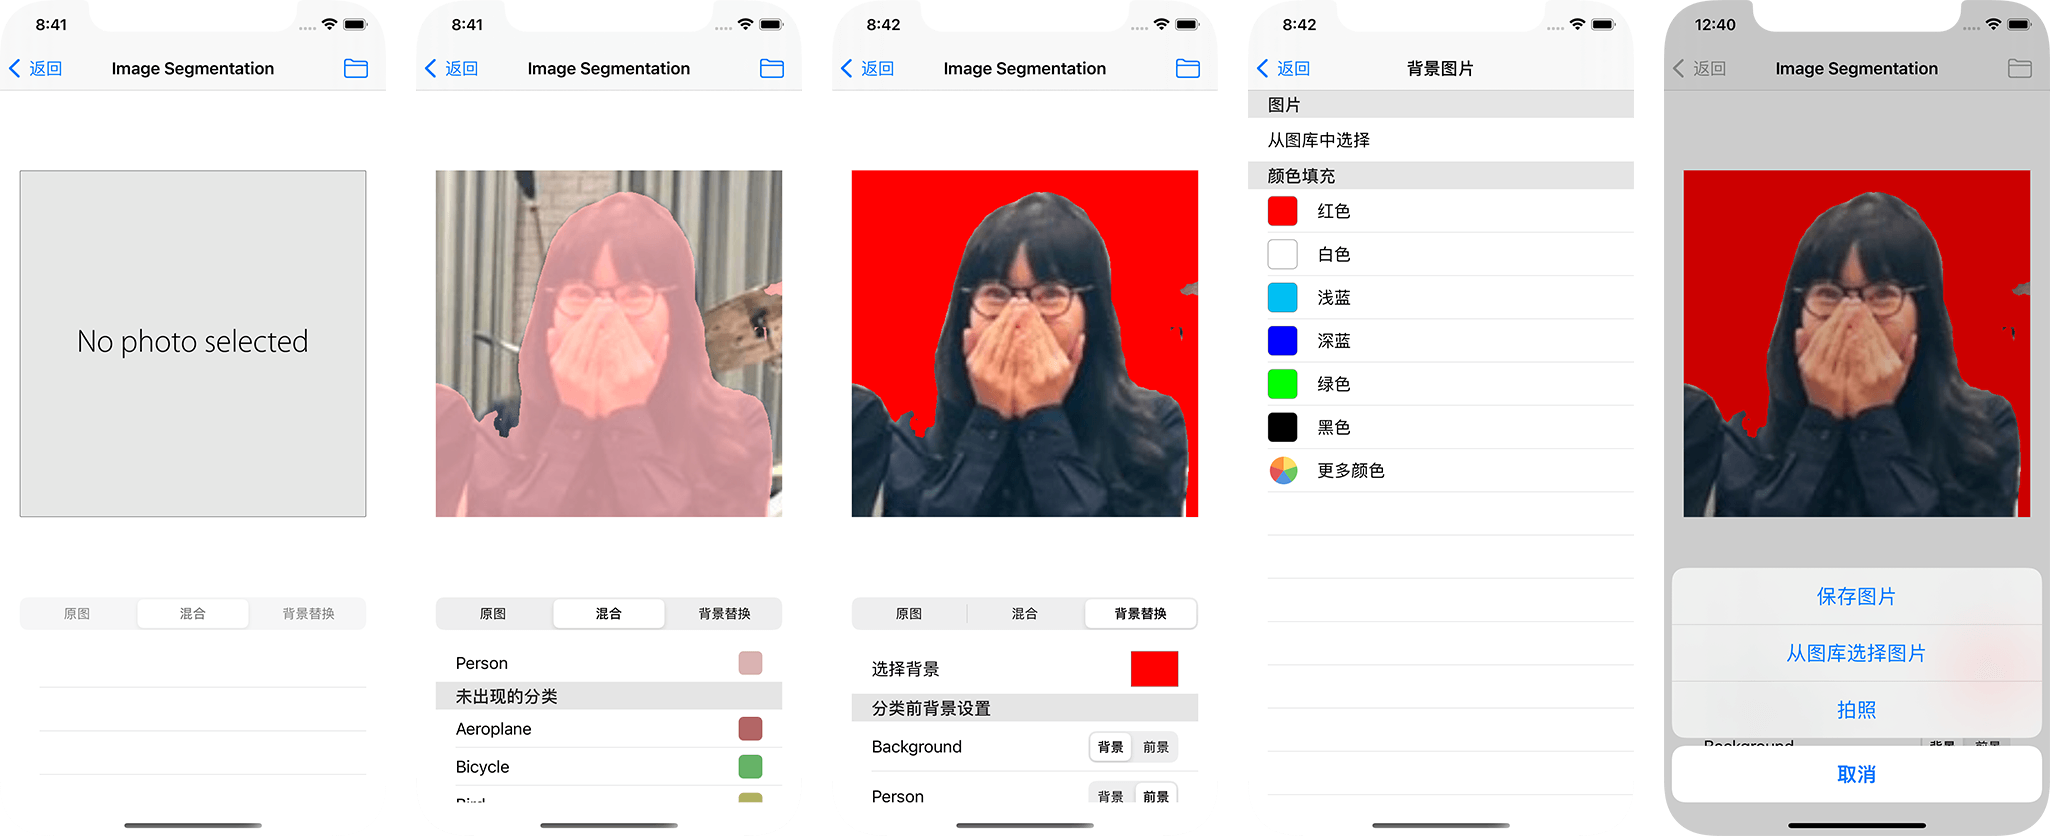 8:41
返回
Image Segmentation
No photo selected
原图
混合
背景替换
8:41
返回
Image Segmentation
原图
混合
背景替换
Person
未出现的分类
Aeroplane
Bicycle
Bird
8:42
返回
Image Segmentation
原图
混合
背景替换
选择背景
分类前背景设置
Background
背景
前景
Person
背景
前景
8:42
返回
背景图片
图片
从图库中选择
颜色填充
红色
白色
浅蓝
深蓝
绿色
黑色
更多颜色
12:40
返回
Image Segmentation
保存图片
从图库选择图片
拍照
Background
背景
前景
取消